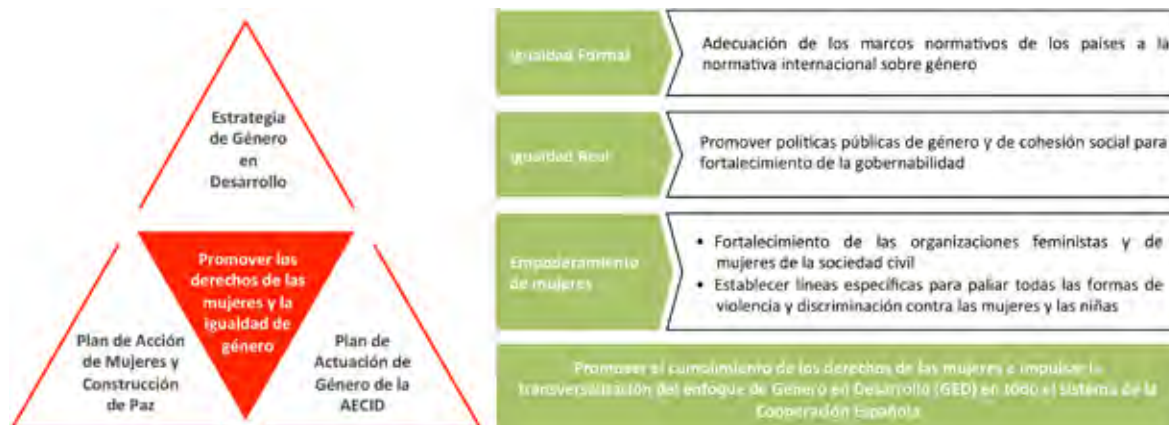 Estrategia
de Género
en
Desarrollo
Promover los
derechos de las
mujeres y la
igualdad de
género
Plan de Acción
de Mujeres y
Construcción
de Paz
Plan de
Actuación de
Género de la
AECID
Igualdad Formal
Adecuación de los marcos normativos de los países a la
normativa internacional sobre género
Igualdad Real
Promover políticas públicas de género y de cohesión social para
fortalecimiento de la gobernabilidad
Empoderamiento
de mujeres
• Fortalecimiento de las organizaciones feministas y de
mujeres de la sociedad civil
• Establecer líneas específicas para paliar todas las formas de
violencia y discriminación contra las mujeres y las niñas
Promover el cumplimiento de los derechos de las mujeres e impulsar la
transversalización del enfoque de Género en Desarrollo (GED) en todo el sistema de la
Cooperación Española